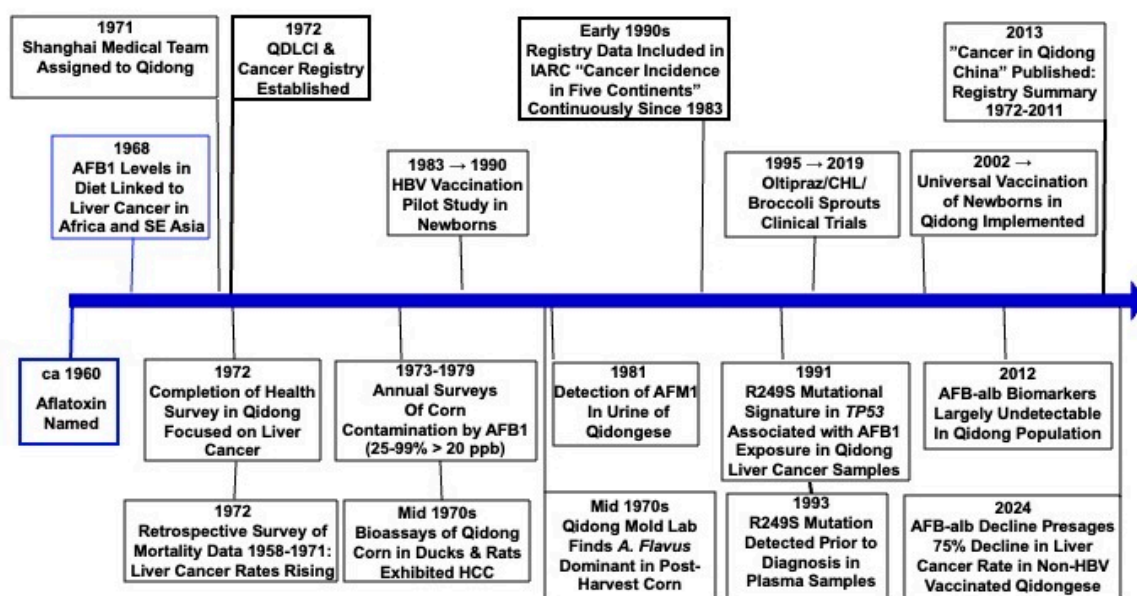 1971
Shanghai Medical Team
Assigned to Qidong
1972
QDLCI &
Cancer Registry
Established
Early 1990s
Registry Data Included in
IARC “Cancer Incidence
in Five Continents”
Continuously Since 1983
2013
”Cancer in Qidong
China” Published:
Registry Summary
1972-2011
1968
AFB1 Levels in
Diet Linked to
Liver Cancer in
Africa and SE Asia
1983 → 1990
HBV Vaccination
Pilot Study in
Newborns
1995 → 2019
Oltipraz/CHL/
Broccoli Sprouts
Clinical Trials
2002 →
Universal Vaccination
of Newborns in
Qidong Implemented
ca 1960
Aflatoxin
Named
1972
Completion of Health
Survey in Qidong
Focused on Liver
Cancer
1973-1979
Annual Surveys
Of Corn
Contamination by AFB1
(25-99% > 20 ppb)
1981
Detection of AFM1
In Urine of
Qidongese
1991
R249S Mutational
Signature in TP53
Associated with AFB1
Exposure in Qidong
Liver Cancer Samples
2012
AFB-alb Biomarkers
Largely Undetectable
In Qidong Population
1972
Retrospective Survey of
Mortality Data 1958-1971:
Liver Cancer Rates Rising
Mid 1970s
Bioassays of Qidong
Corn in Ducks & Rats
Exhibited HCC
Mid 1970s
Qidong Mold Lab
Finds A. Flavus
Dominant in Post-
Harvest Corn
1993
R249S Mutation
Detected Prior to
Diagnosis in
Plasma Samples
2024
AFB-alb Decline Presages
75% Decline in Liver
Cancer Rate in Non-HBV
Vaccinated Qidongese